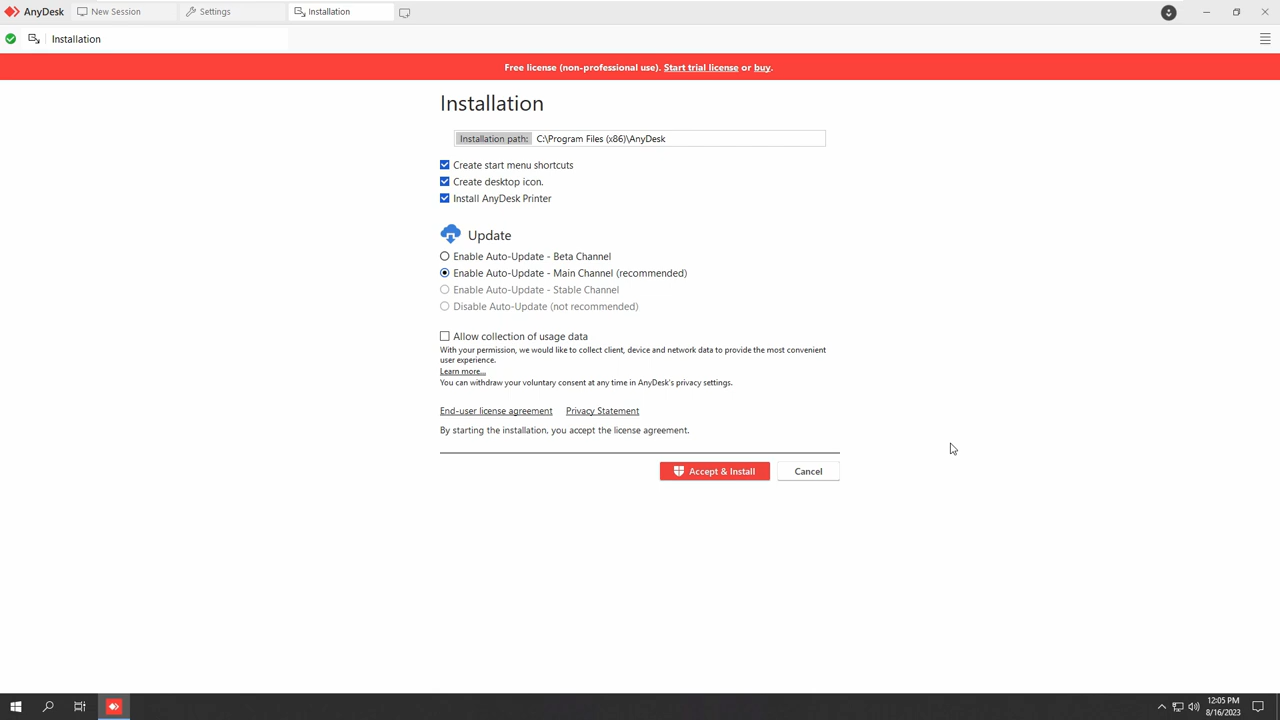 AnyDesk
New Session
Settings
Installation
Installation
Free license (non-professional use). Start trial license or buy.
Installation
Installation path: C:\Program Files (x86)\AnyDesk
Create start menu shortcuts
Create desktop icon.
Install AnyDesk Printer
Update
Enable Auto-Update - Beta Channel
Enable Auto-Update - Main Channel (recommended)
Enable Auto-Update - Stable Channel
Disable Auto-Update (not recommended)
Allow collection of usage data
With your permission, we would like to collect client, device and network data to provide the most convenient
user experience.
Learn more...
You can withdraw your voluntary consent at any time in AnyDesk's privacy settings.
End-user license agreement Privacy Statement
By starting the installation, you accept the license agreement.
Accept & Install Cancel
12:05 PM
8/16/2023